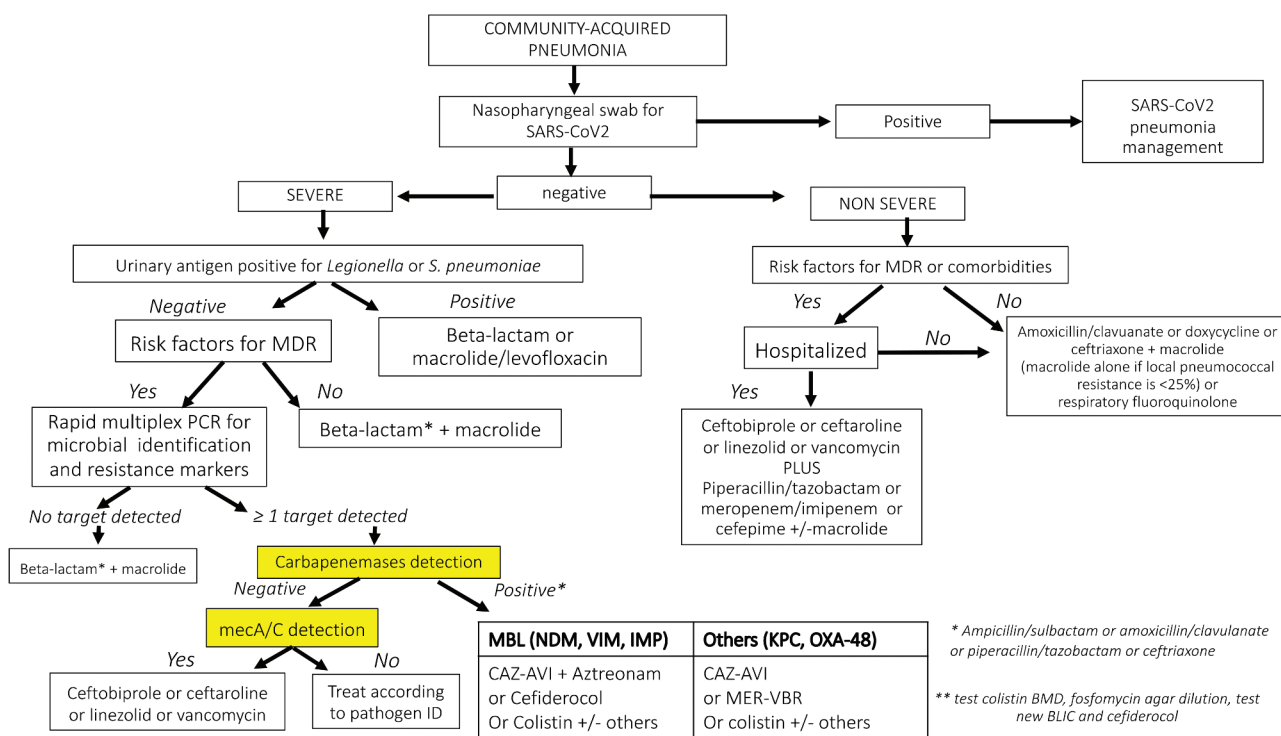 COMMUNITY-ACQUIRED
PNEUMONIA
Nasopharyngeal swab for
SARS-CoV2
Positive
SARS-CoV2
pneumonia
management
negative
SEVERE
NON SEVERE
Urinary antigen positive for Legionella or S. pneumoniae
Risk factors for MDR or comorbidities
Negative
Positive
Yes
No
Risk factors for MDR
Beta-lactam or
macrolide/levofloxacin
Hospitalized
No
Amoxicillin/clavuanate or doxycycline or
ceftriaxone + macrolide
(macrolide alone if local pneumococcal
resistance is <25%) or
respiratory fluoroquinolone
Yes
No
Yes
Rapid multiplex PCR for
microbial identification
and resistance markers
Beta-lactam* + macrolide
Ceftobiprole or ceftaroline
or linezolid or vancomycin
PLUS
Piperacillin/tazobactam or
meropenem/imipenem or
cefepime +/-macrolide
No target detected
≥ 1 target detected
Beta-lactam* + macrolide
Carbapenemases detection
Negative
Positive*
mecA/C detection
Yes
No
Ceftobiprole or ceftaroline
or linezolid or vancomycin
Treat according
to pathogen ID
MBL (NDM, VIM, IMP)
Others (KPC, OXA-48)
CAZ-AVI + Aztreonam
or Cefiderocol
Or Colistin +/- others
CAZ-AVI
or MER-VBR
Or colistin +/- others
* Ampicillin/sulbactam or amoxicillin/clavulanate
or piperacillin/tazobactam or ceftriaxone
** test colistin BMD, fosfomycin agar dilution, test
new BLIC and cefiderocol